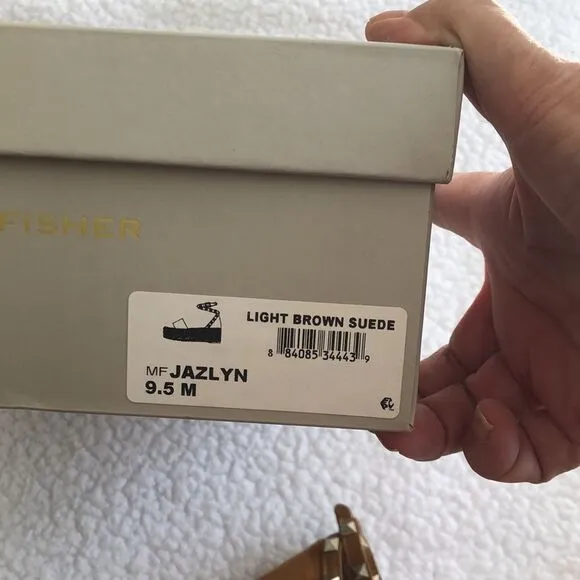 FISHER
LIGHT BROWN SUEDE
8 84085 34443 9
MF JAZLYN
9.5 M